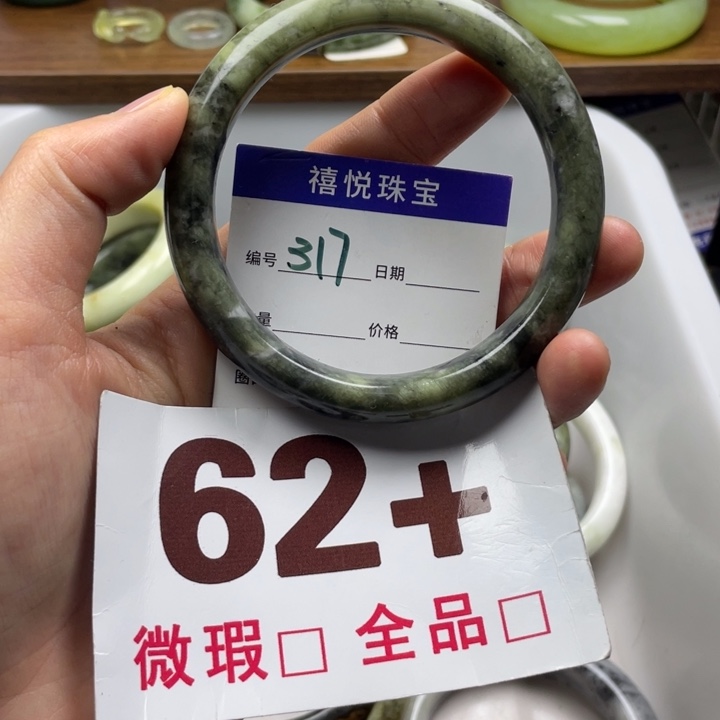 禧悦珠宝
编号 317 日期
量 价格
62+
微瑕□ 全品□